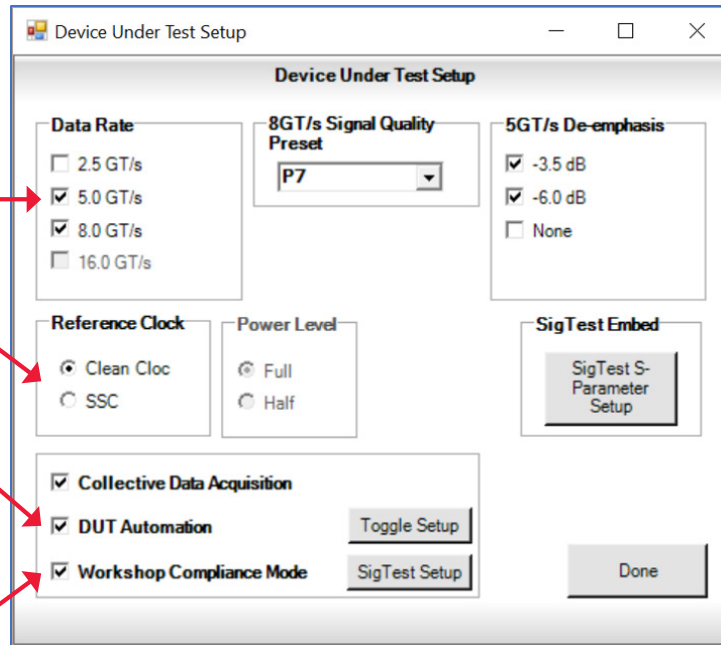 Device Under Test Setup
Device Under Test Setup
Data Rate
2.5 GT/s
5.0 GT/s
8.0 GT/s
16.0 GT/s
8GT/s Signal Quality
Preset
P7
5GT/s De-emphasis
-3.5 dB
-6.0 dB
None
Reference Clock
Clean Cloc
SSC
Power Level
Full
Half
SigTest Embed
SigTest S-
Parameter
Setup
Collective Data Acquisition
DUT Automation
Toggle Setup
Workshop Compliance Mode
SigTest Setup
Done